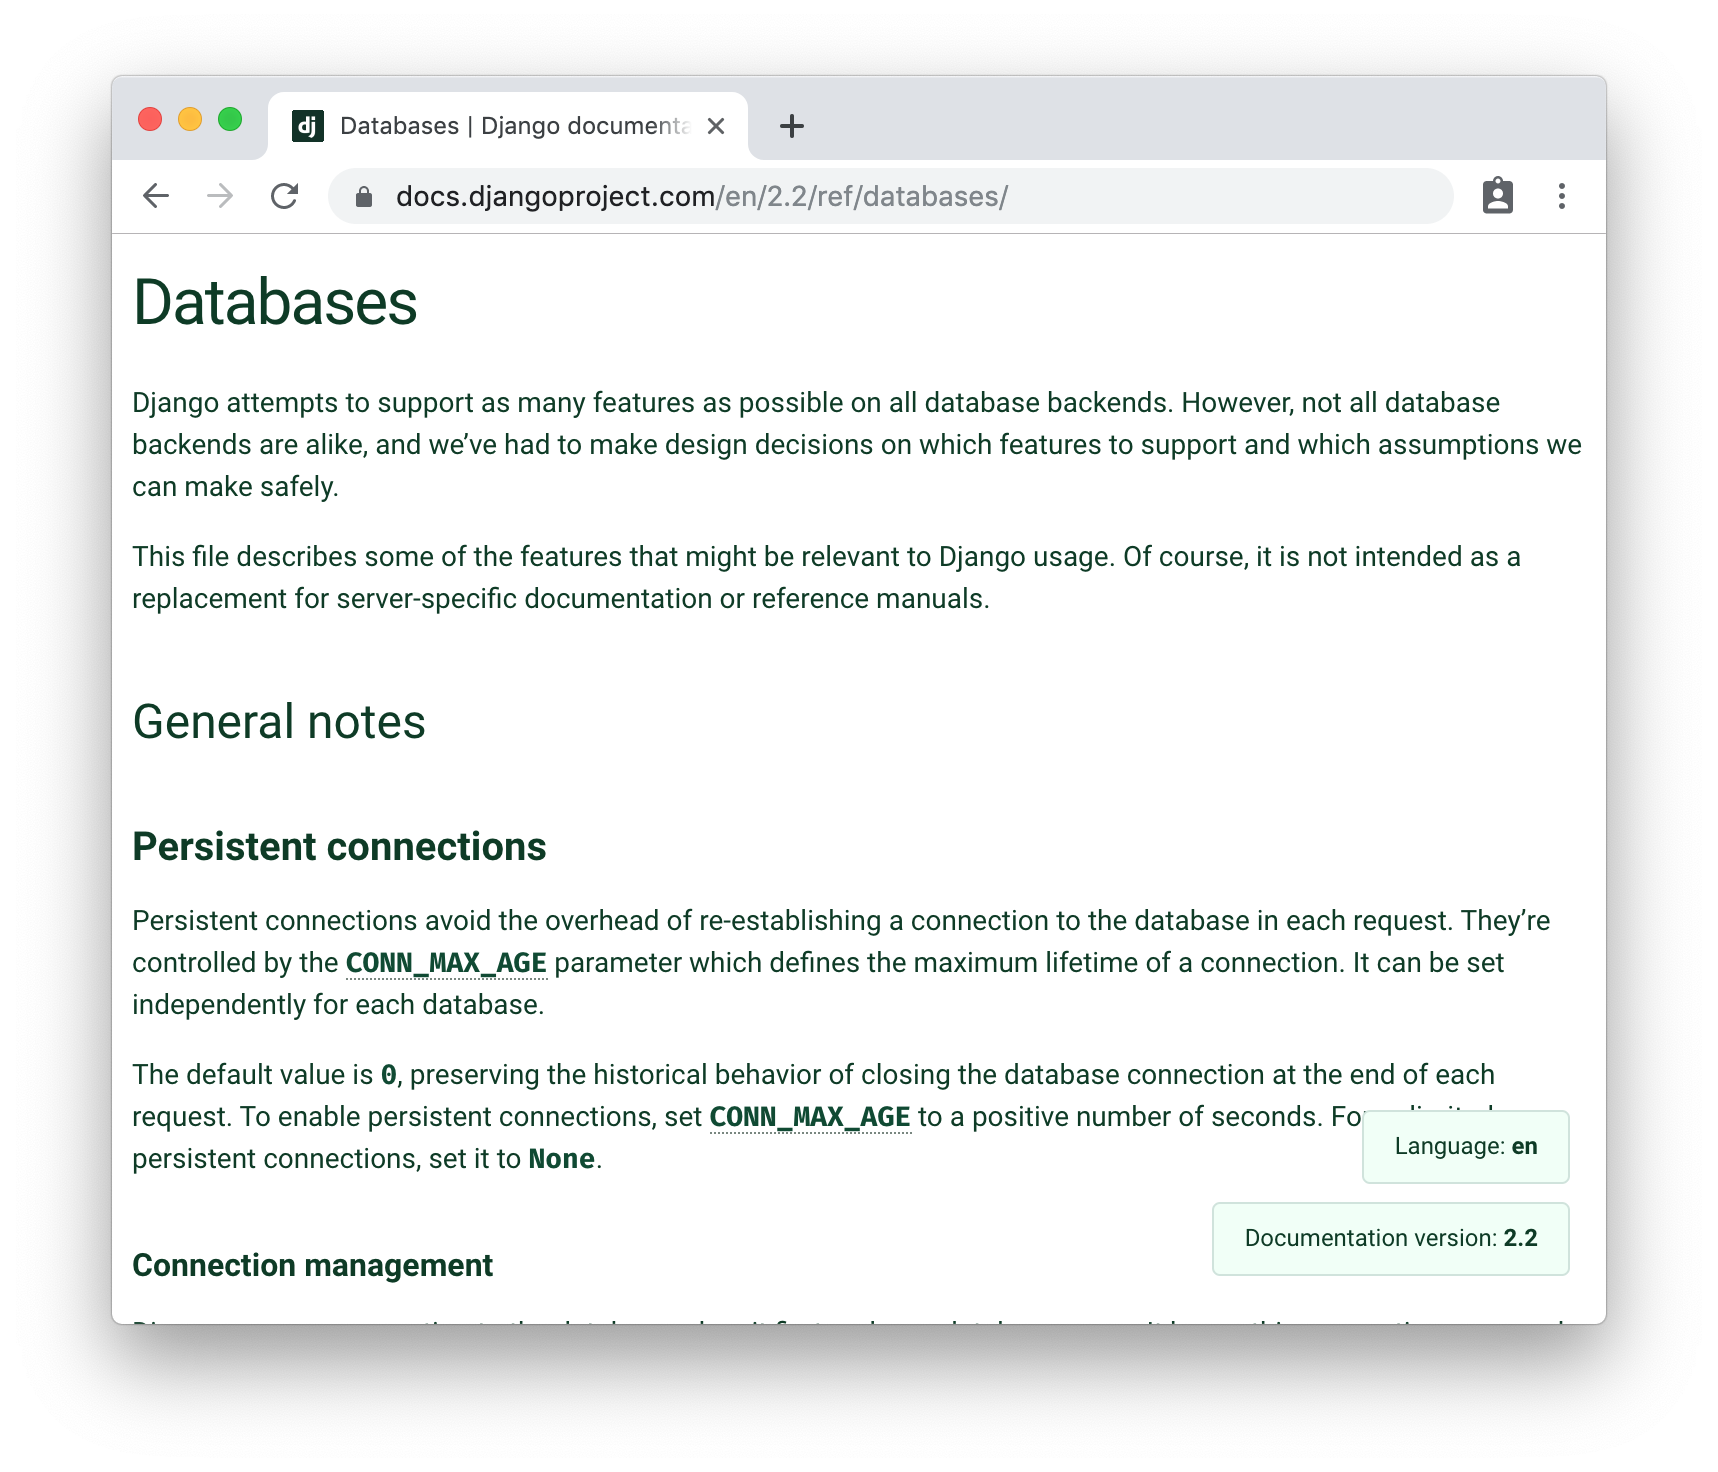 dj
Databases | Django documenta
docs.djangoproject.com/en/2.2/ref/databases/
Databases
Django attempts to support as many features as possible on all database backends. However, not all database
backends are alike, and we’ve had to make design decisions on which features to support and which assumptions we
can make safely.
This file describes some of the features that might be relevant to Django usage. Of course, it is not intended as a
replacement for server-specific documentation or reference manuals.
General notes
Persistent connections
Persistent connections avoid the overhead of re-establishing a connection to the database in each request. They’re
controlled by the CONN_MAX_AGE parameter which defines the maximum lifetime of a connection. It can be set
independently for each database.
The default value is 0, preserving the historical behavior of closing the database connection at the end of each
request. To enable persistent connections, set CONN_MAX_AGE to a positive number of seconds.
persistent connections, set it to None.
Language: en
Documentation version: 2.2
Connection management